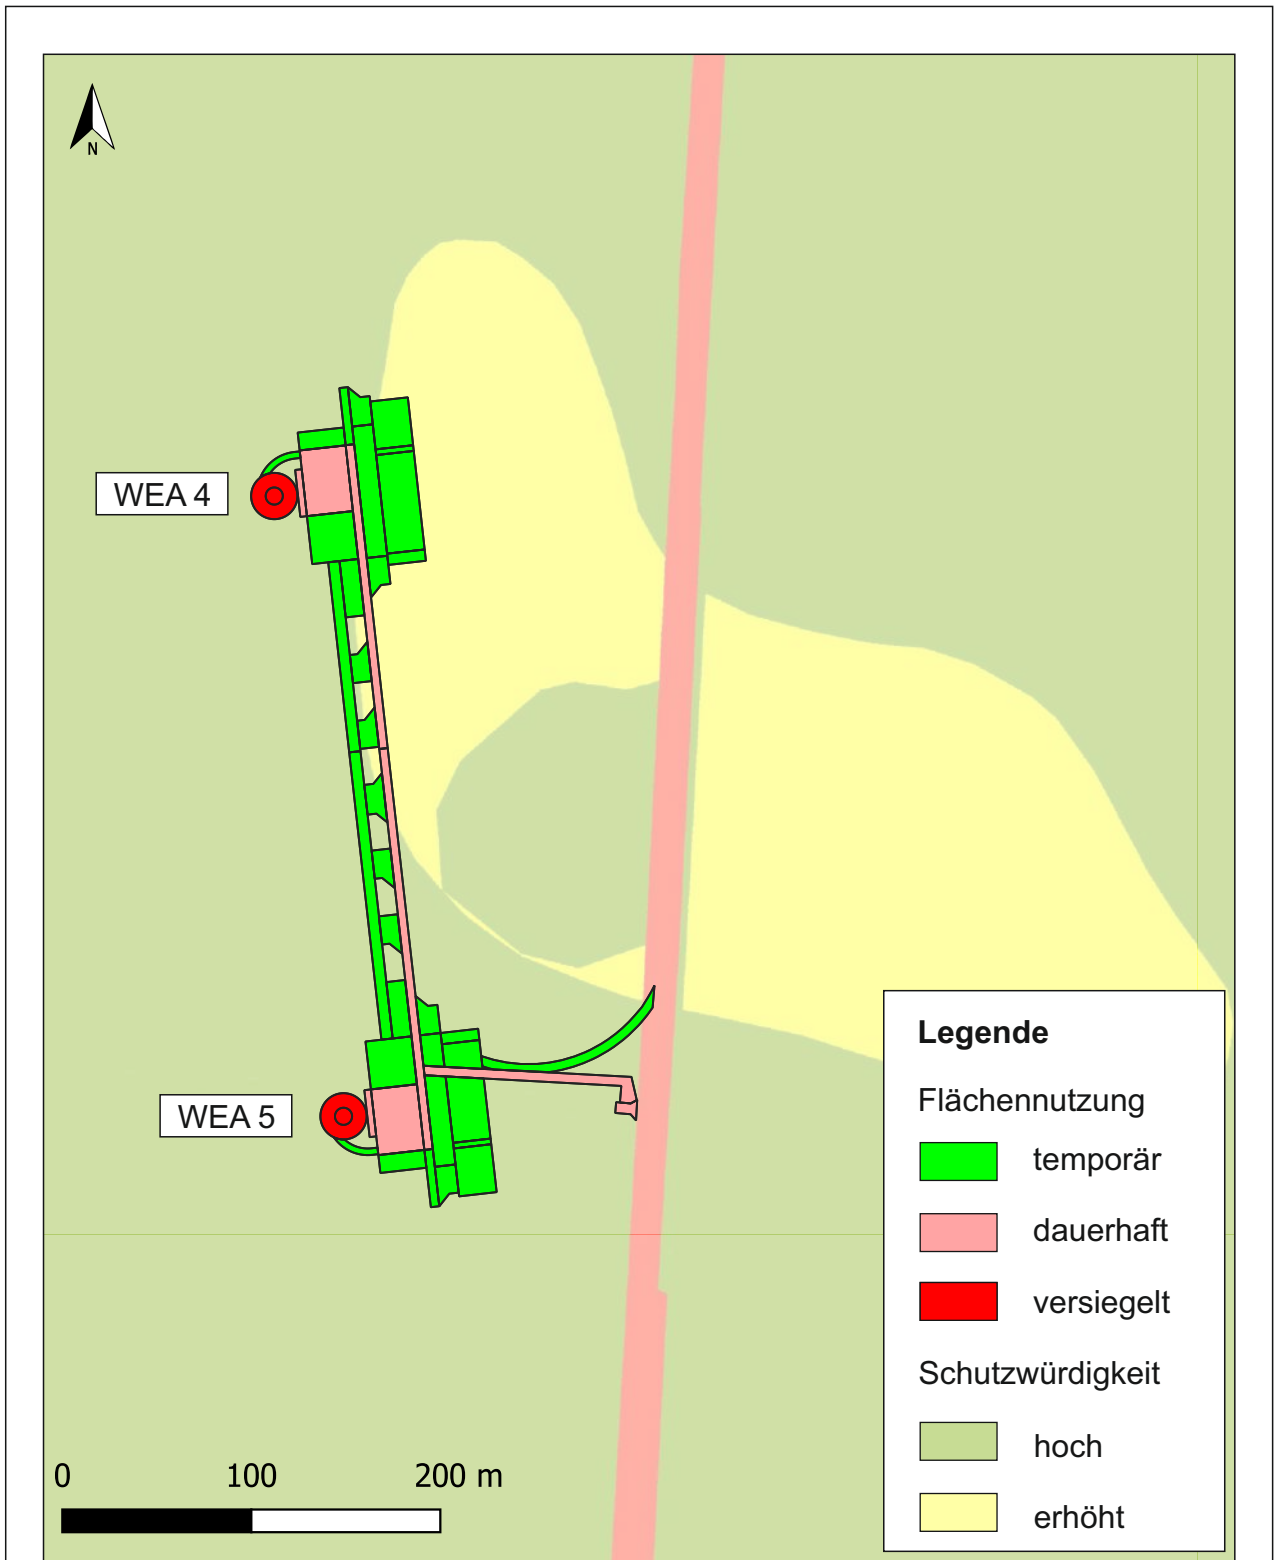 N
WEA 4
WEA 5
Legende
Flächennutzung
temporär
dauerhaft
versiegelt
Schutzwürdigkeit
hoch
erhöht
0 100 200 m